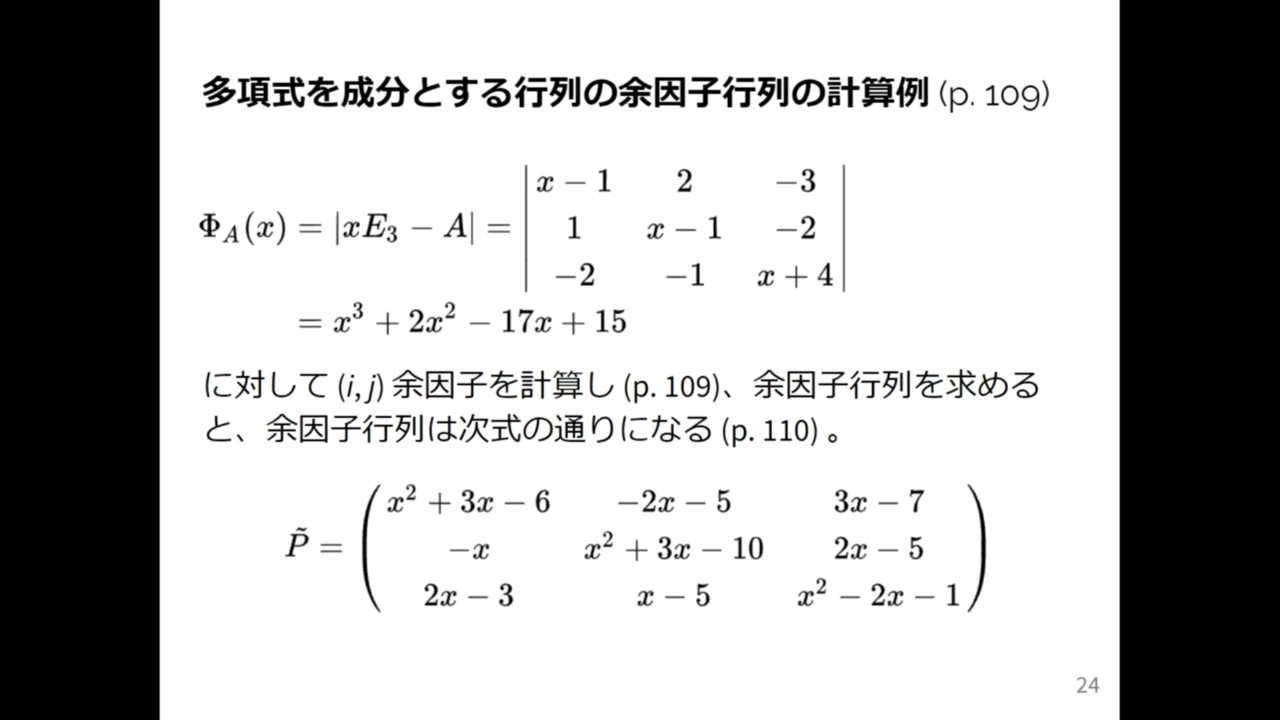 多項式を成分とする行列の余因子行列の計算例 (p. 109)
Φ_A(x) = |xE₃ − A| = | x − 1  2  −3 |
| 1  x − 1  −2 |
| −2  −1  x + 4 |
= x³ + 2x² − 17x + 15
に対して (i, j) 余因子を計算し (p. 109)、余因子行列を求める
と、余因子行列は次式の通りになる (p. 110) 。
P̃ = ( x² + 3x − 6  −2x − 5  3x − 7 )
( −x  x² + 3x − 10  2x − 5 )
( 2x − 3  x − 5  x² − 2x − 1 )
24